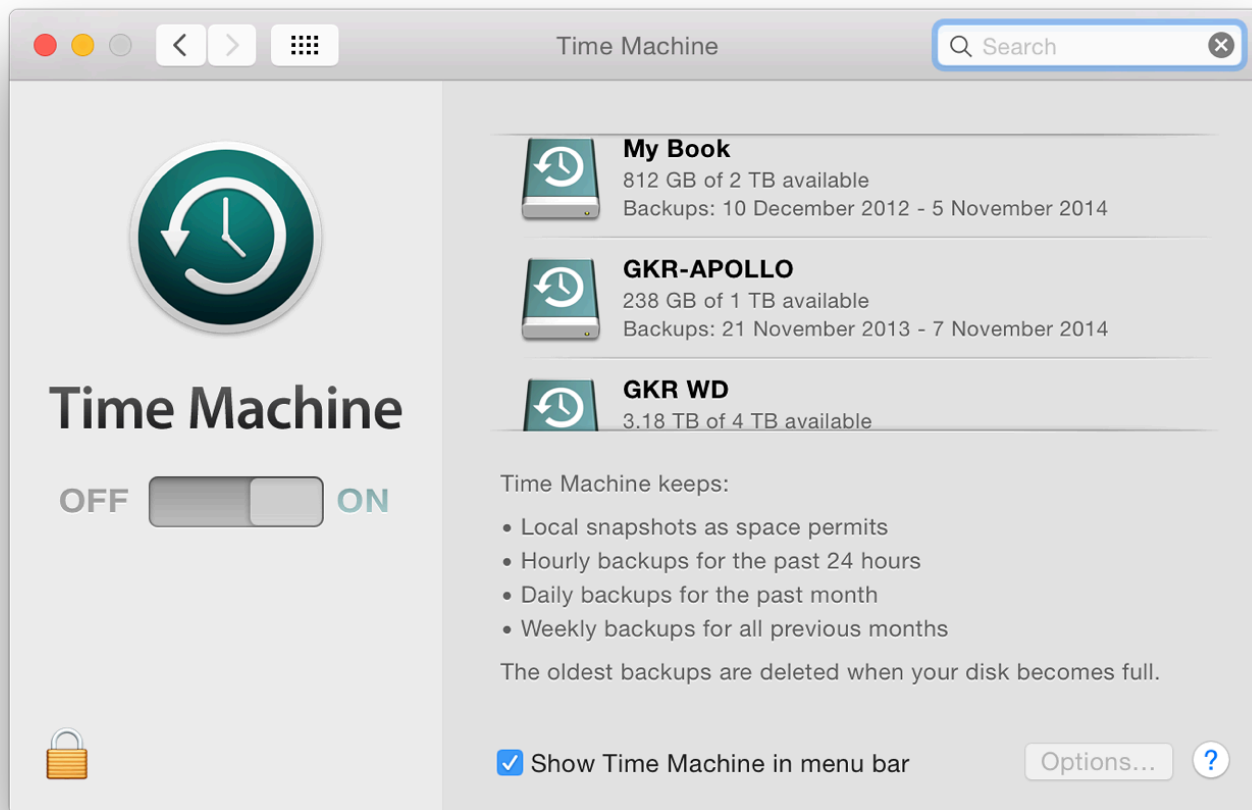 Time Machine
Search
Time Machine
OFF
ON
My Book
812 GB of 2 TB available
Backups: 10 December 2012 - 5 November 2014
GKR-APOLLO
238 GB of 1 TB available
Backups: 21 November 2013 - 7 November 2014
GKR WD
3.18 TB of 4 TB available
Time Machine keeps:
• Local snapshots as space permits
• Hourly backups for the past 24 hours
• Daily backups for the past month
• Weekly backups for all previous months
The oldest backups are deleted when your disk becomes full.
Show Time Machine in menu bar
Options...
?